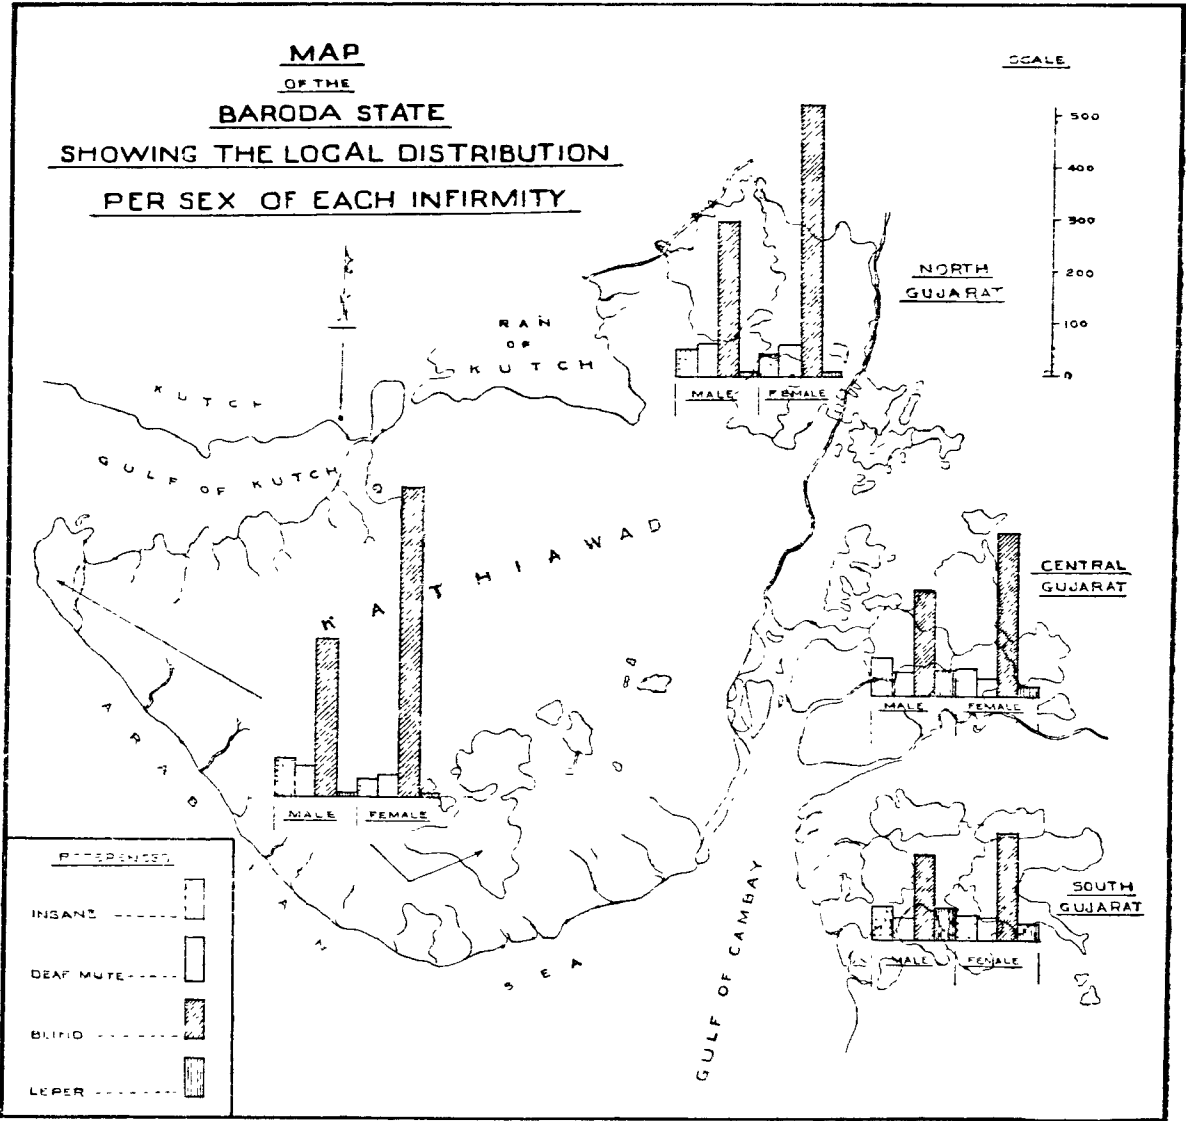 MAP
OF THE
BARODA STATE
SHOWING THE LOCAL DISTRIBUTION
PER SEX OF EACH INFIRMITY
SCALE
500
400
300
200
100
0
NORTH
GUJARAT
MALE FEMALE
RAN
OF
KUTCH
KUTCH
GULF OF KUTCH
KATHIAWAD
CENTRAL
GUJARAT
MALE FEMALE
MALE FEMALE
ARABIAN SEA
SOUTH
GUJARAT
MALE FEMALE
GULF OF CAMBAY
REFERENCES
INSANE
DEAF MUTE
BLIND
LEPER